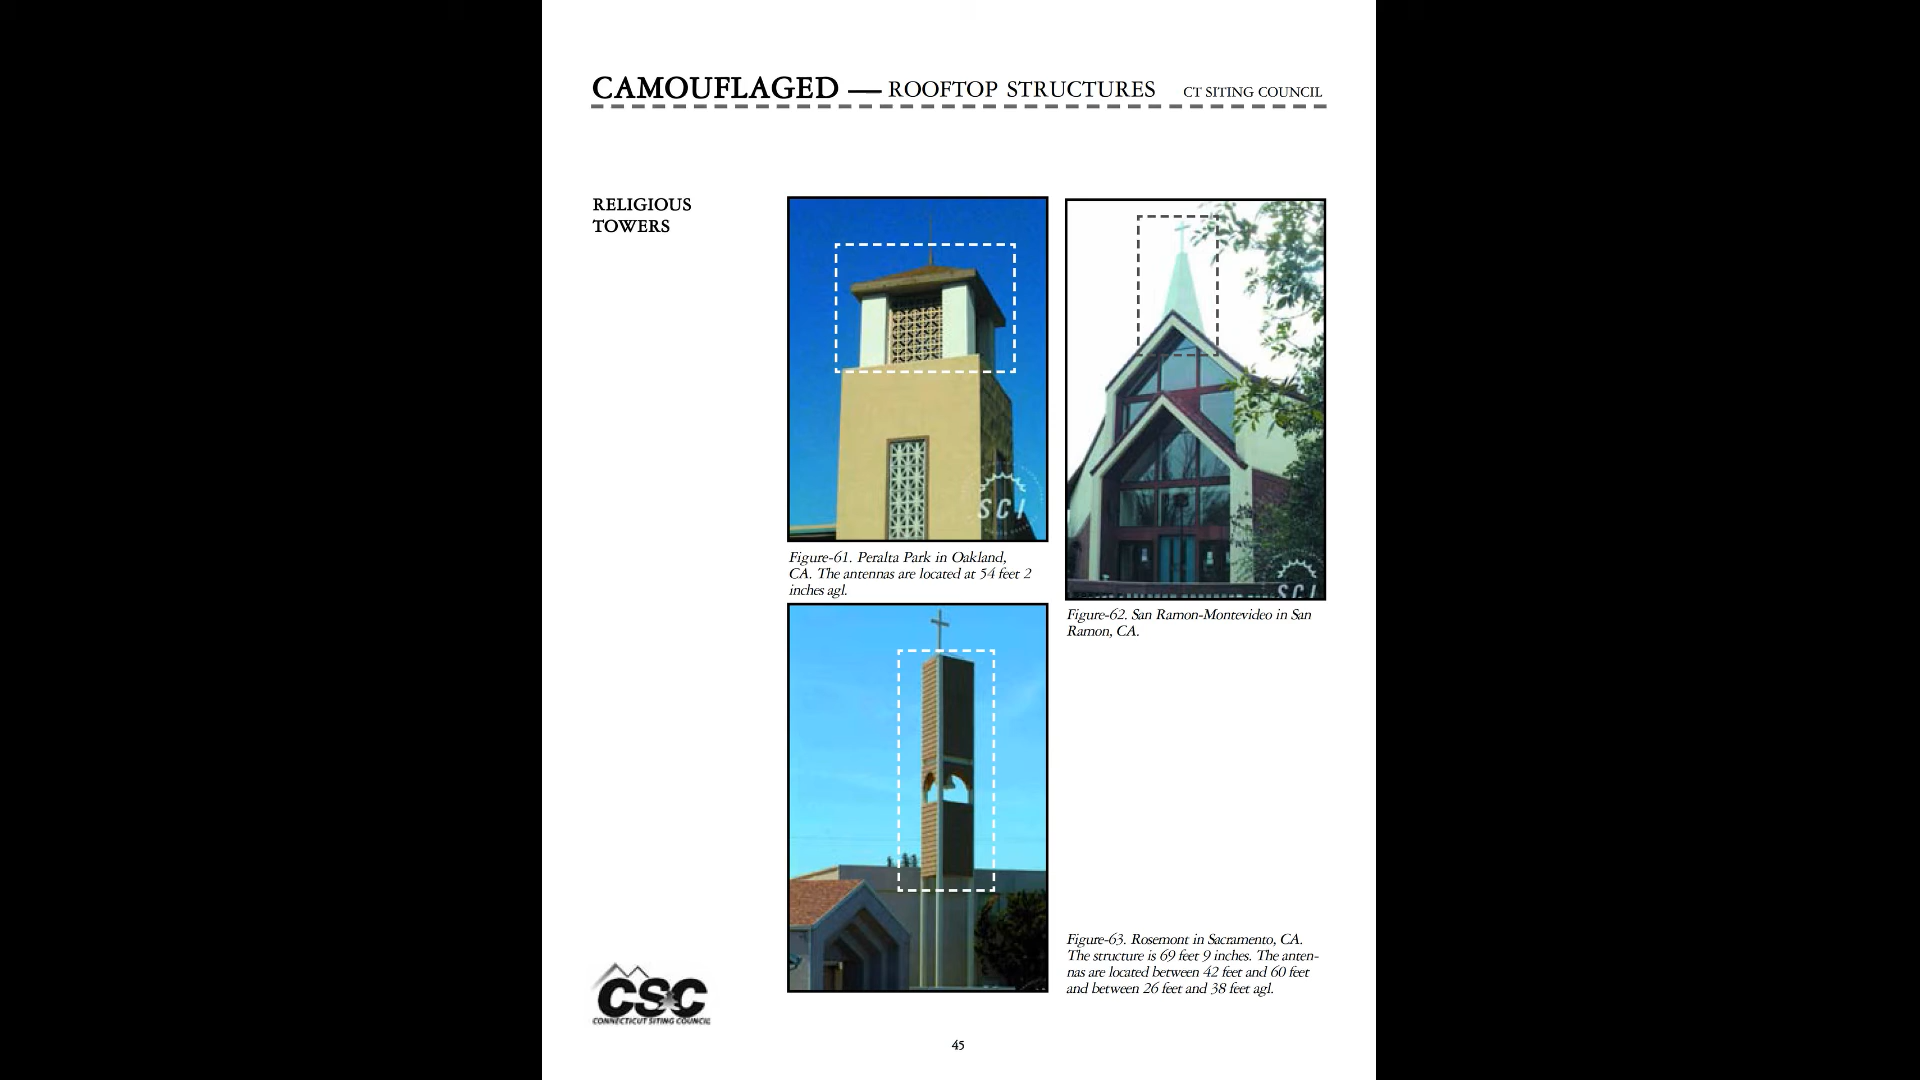 CAMOUFLAGED — ROOFTOP STRUCTURES CT SITING COUNCIL
RELIGIOUS
TOWERS
SCI
SCI
Figure-61. Peralta Park in Oakland,
CA. The antennas are located at 54 feet 2
inches agl.
Figure-62. San Ramon-Montevideo in San
Ramon, CA.
Figure-63. Rosemont in Sacramento, CA.
The structure is 69 feet 9 inches. The anten-
nas are located between 42 feet and 60 feet
and between 26 feet and 38 feet agl.
CSC
CONNECTICUT SITING COUNCIL
45